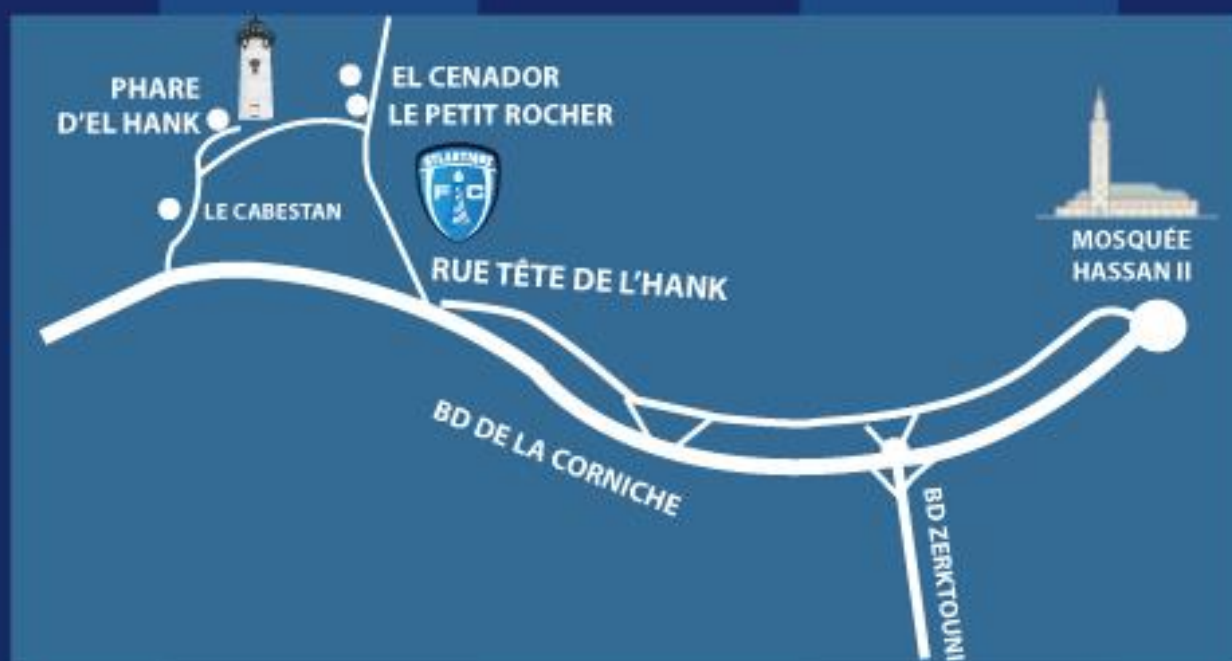 PHARE
D'EL HANK
EL CENADOR
LE PETIT ROCHER
ATLANTIQUE
F C
LE CABESTAN
MOSQUÉE
HASSAN II
RUE TÊTE DE L'HANK
BD DE LA CORNICHE
BD ZERKTOUNI